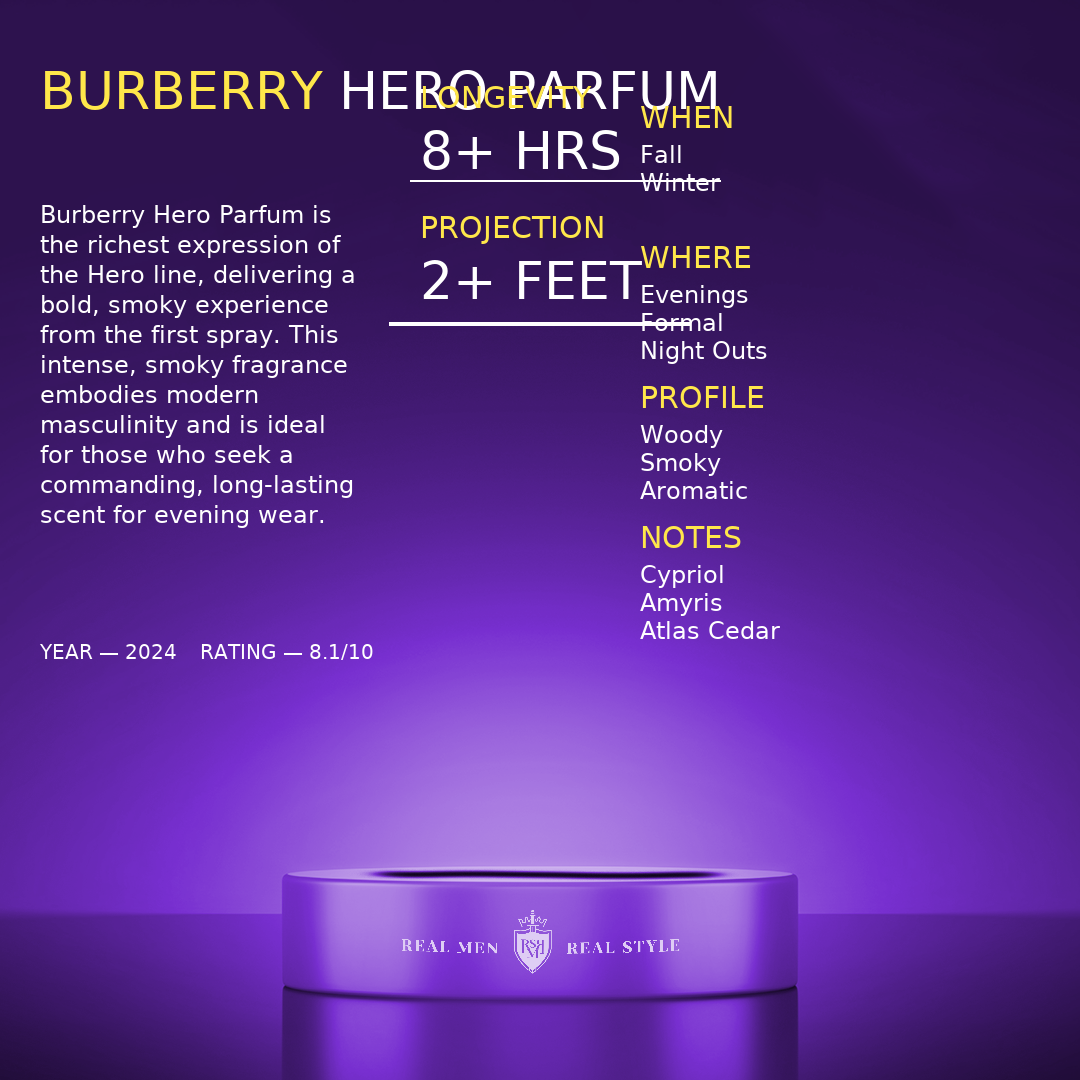 BURBERRY HERO PARFUM
Burberry Hero Parfum is
the richest expression of
the Hero line, delivering a
bold, smoky experience
from the first spray. This
intense, smoky fragrance
embodies modern
masculinity and is ideal
for those who seek a
commanding, long-lasting
scent for evening wear.
YEAR — 2024 RATING — 8.1/10
LONGEVITY
8+ HRS
PROJECTION
2+ FEET
WHEN
Fall
Winter
WHERE
Evenings
Formal
Night Outs
PROFILE
Woody
Smoky
Aromatic
NOTES
Cypriol
Amyris
Atlas Cedar
REAL MEN RSM REAL STYLE